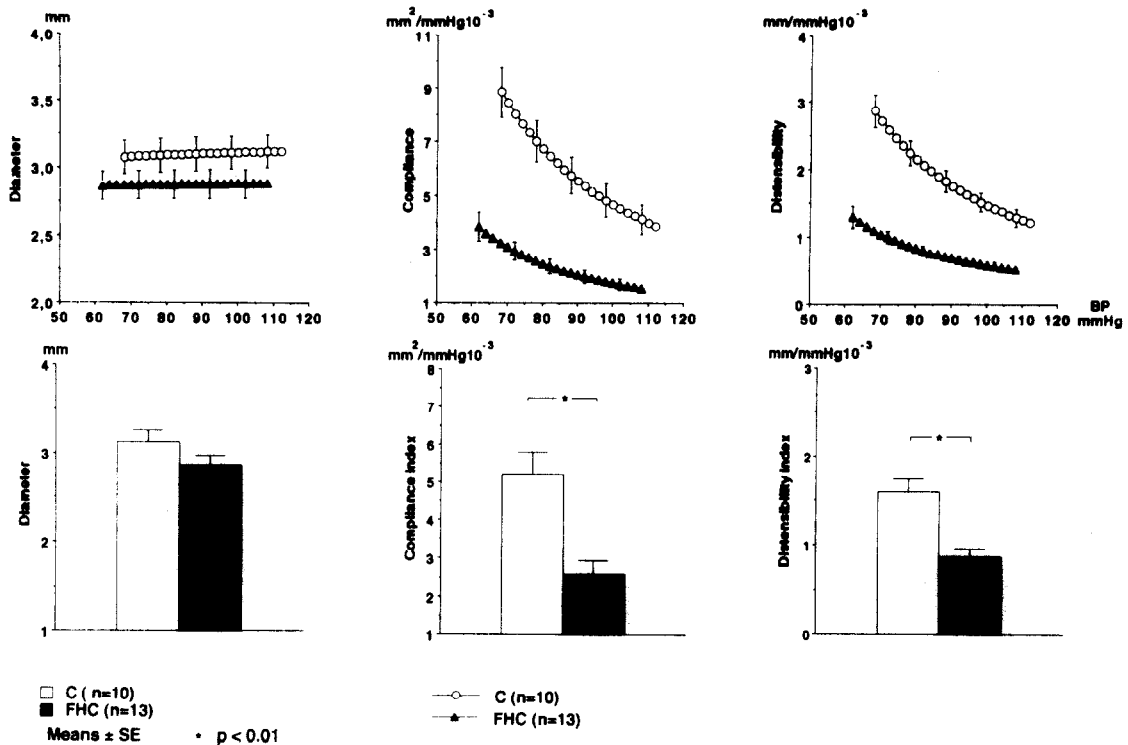 mm
4,0
3,5
3,0
2,5
2,0
Diameter
50 60 70 80 90 100 110 120
mm²/mmHg10⁻³
11
9
7
5
3
1
Compliance
50 60 70 80 90 100 110 120
mm/mmHg10⁻³
4
3
2
1
0
Distensibility
50 60 70 80 90 100 110 120
BP
mmHg
mm
4
3
2
1
Diameter
mm²/mmHg10⁻³
8
7
6
5
4
3
2
1
Compliance index
*
mm/mmHg10⁻³
3
2
1
0
Distensibility index
*
C ( n=10)
FHC (n=13)
Means ± SE * p < 0.01
C (n=10)
FHC (n=13)